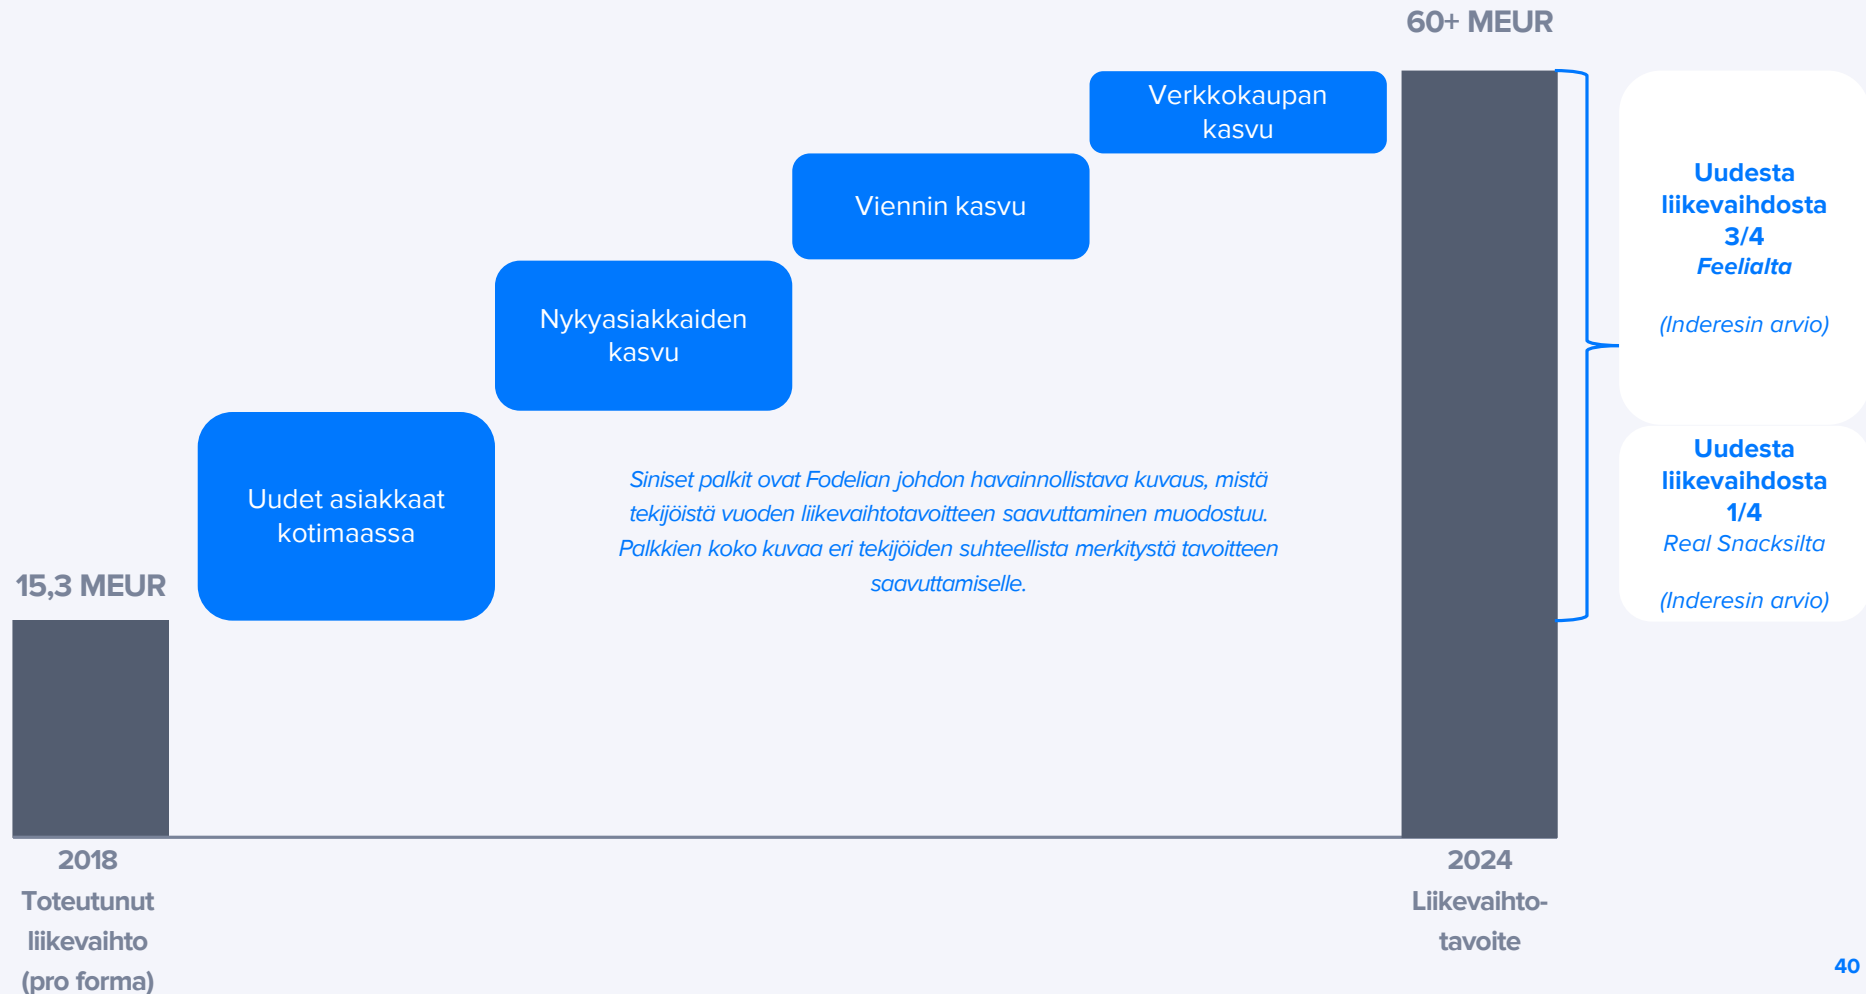 60+ MEUR
Verkkokaupan
kasvu
Viennin kasvu
Nykyasiakkaiden
kasvu
Uudet asiakkaat
kotimaassa
Siniset palkit ovat Fodelian johdon havainnollistava kuvaus, mistä
tekijöistä vuoden liikevaihtotavoitteen saavuttaminen muodostuu.
Palkkien koko kuvaa eri tekijöiden suhteellista merkitystä tavoitteen
saavuttamiselle.
15,3 MEUR
Uudesta
liikevaihdosta
3/4
Feelialta
(Inderesin arvio)
Uudesta
liikevaihdosta
1/4
Real Snacksilta
(Inderesin arvio)
2018
Toteutunut
liikevaihto
(pro forma)
2024
Liikevaihto-
tavoite
40